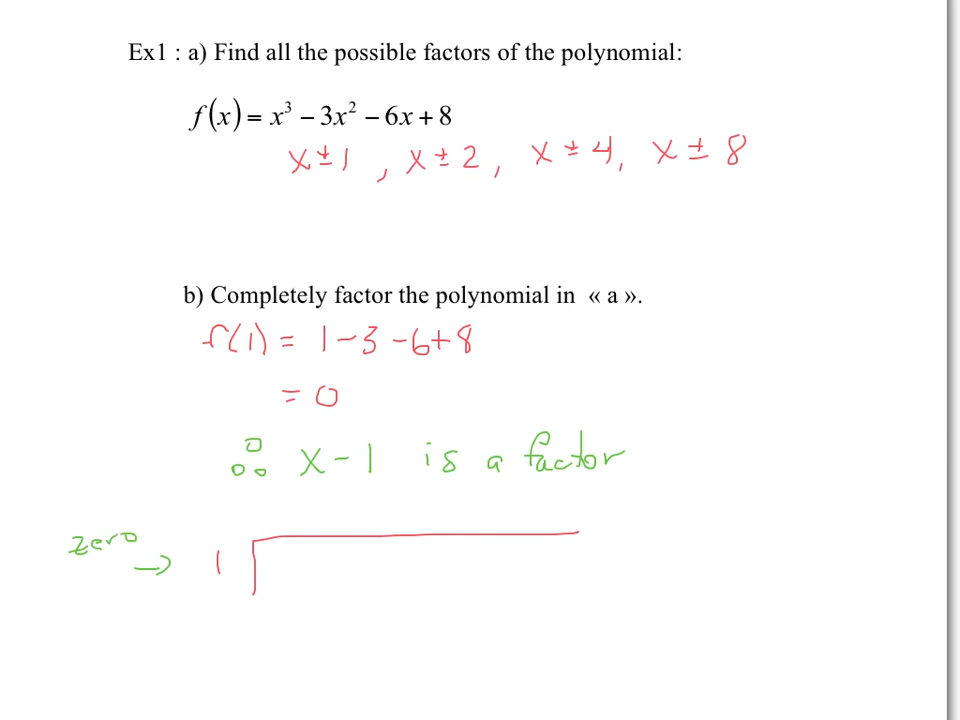 Ex1 : a) Find all the possible factors of the polynomial:
f(x) = x³ − 3x² − 6x + 8
x ± 1 , x ± 2 , x ± 4, x ± 8
b) Completely factor the polynomial in « a ».
f(1) = 1 − 3 − 6 + 8
= 0
∴ x − 1 is a factor
zero → 1